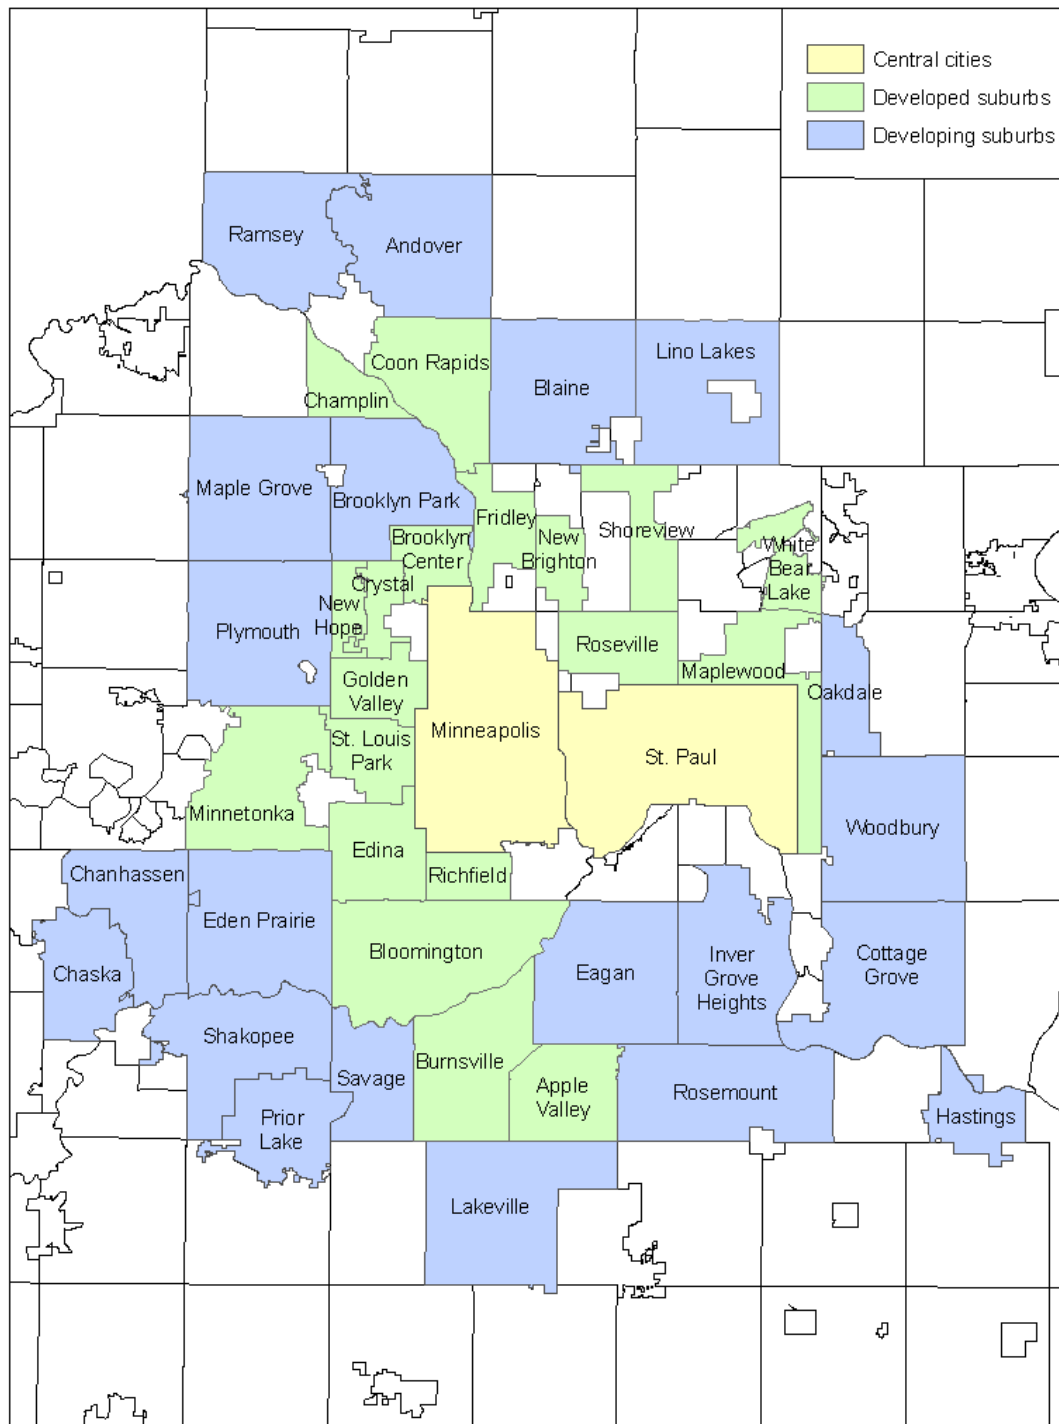 Central cities
Developed suburbs
Developing suburbs
Ramsey
Andover
Coon Rapids
Champlin
Blaine
Lino Lakes
Maple Grove
Brooklyn Park
Fridley
Shoreview
Brooklyn
Center
New
Brighton
White
Bear
Lake
Crystal
New
Hope
Plymouth
Roseville
Maplewood
Golden
Valley
Oakdale
Minneapolis
St. Louis
Park
St. Paul
Minnetonka
Woodbury
Edina
Richfield
Chanhassen
Eden Prairie
Bloomington
Chaska
Eagan
Inver
Grove
Heights
Cottage
Grove
Shakopee
Savage
Burnsville
Apple
Valley
Rosemount
Prior
Lake
Hastings
Lakeville